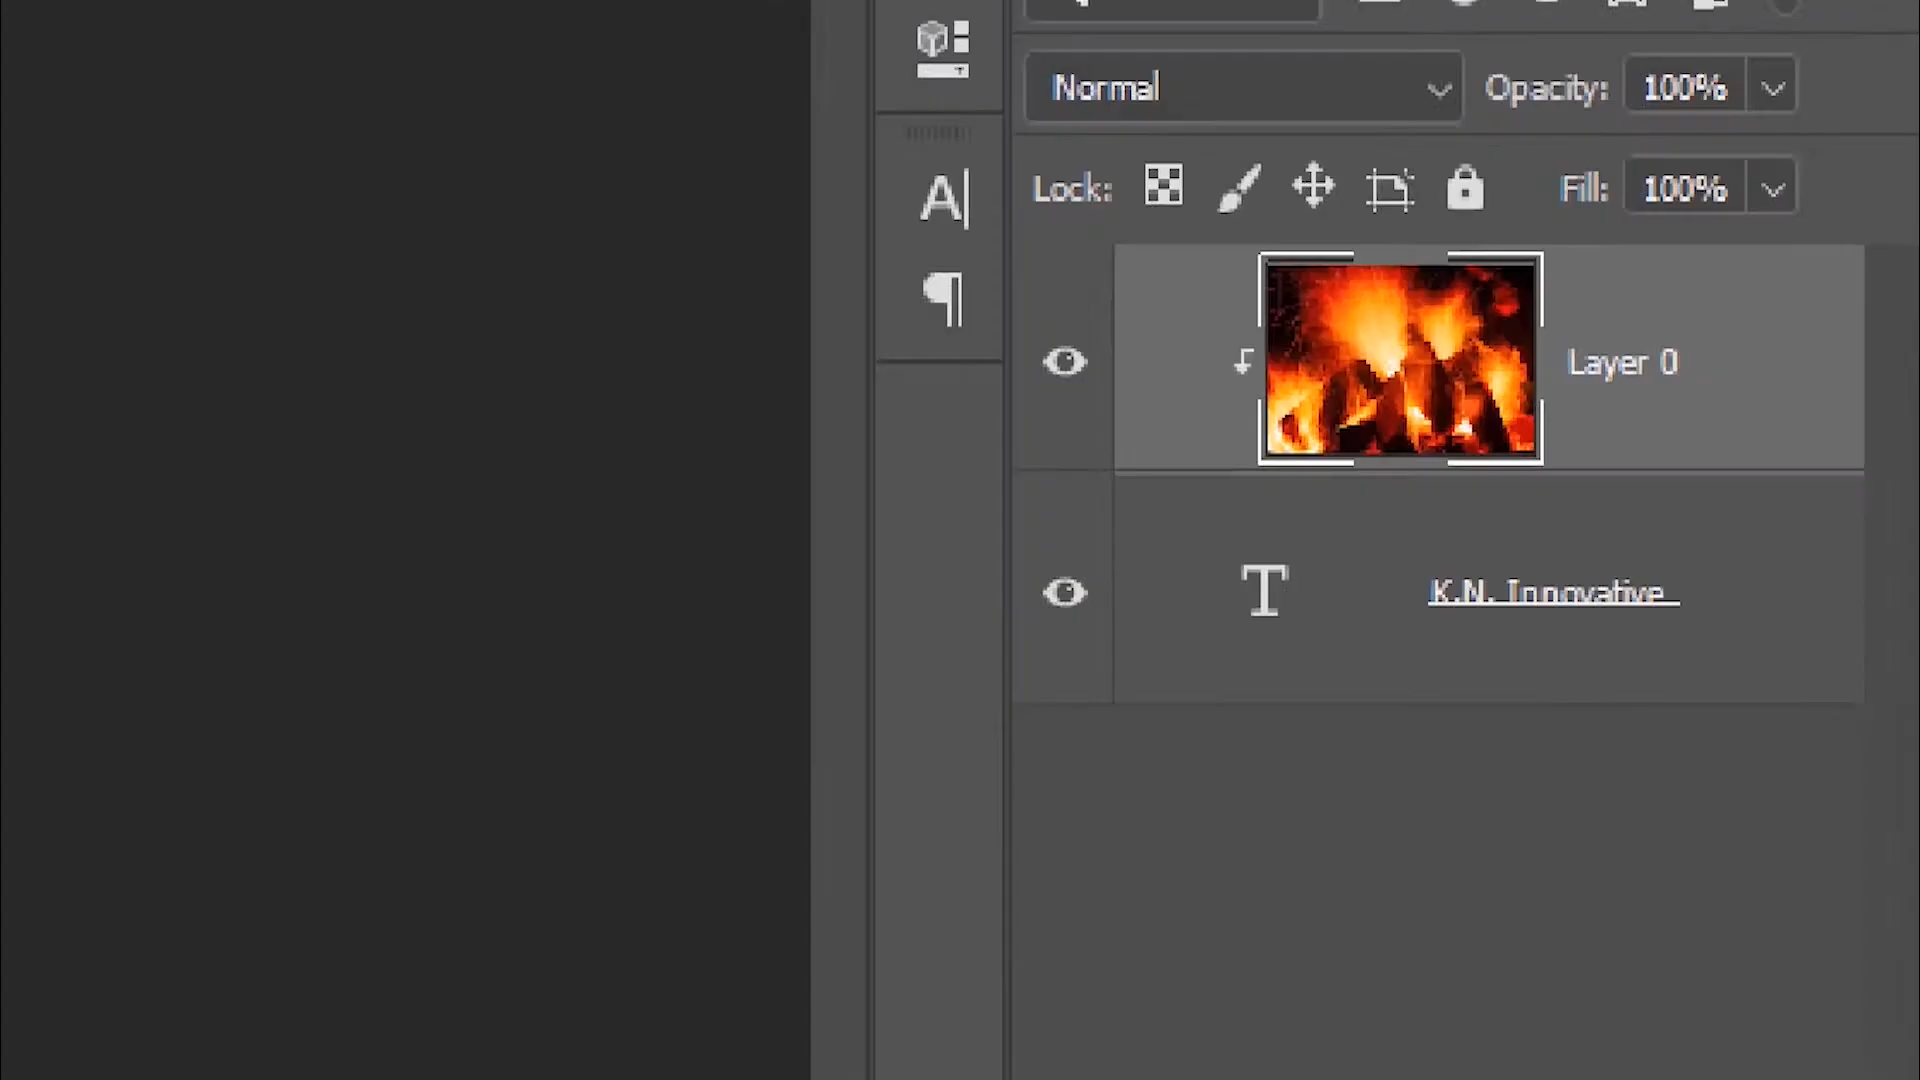 Normal
Opacity: 100%
Lock:
Fill: 100%
Layer 0
K.N. Innovative